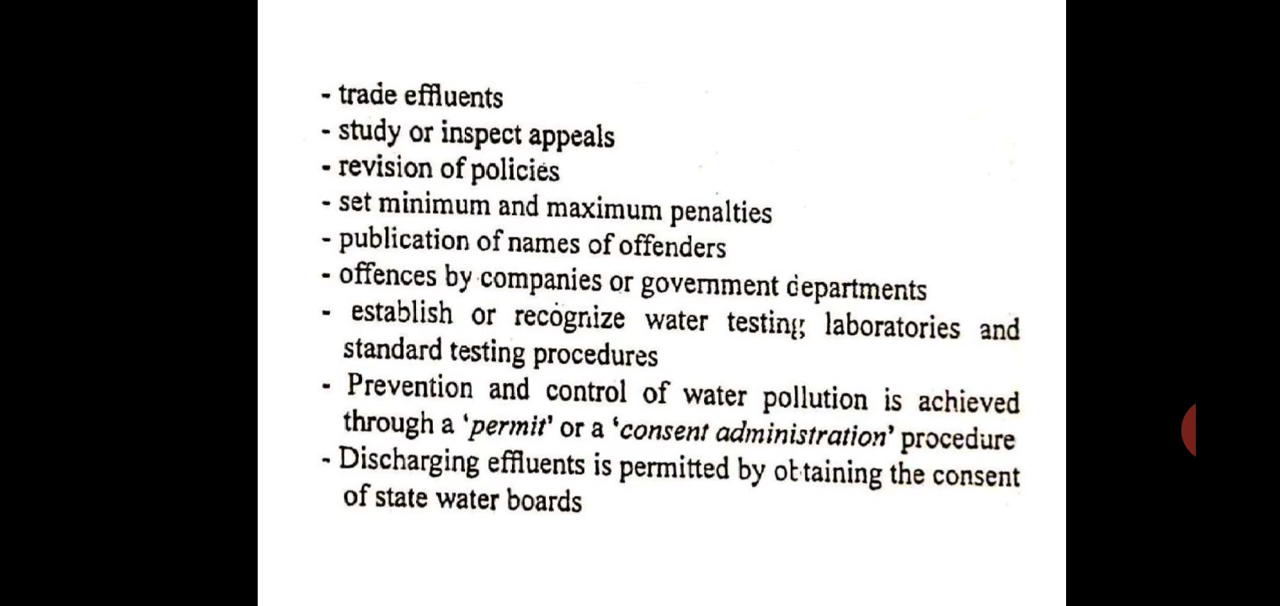 - trade effluents
- study or inspect appeals
- revision of policies
- set minimum and maximum penalties
- publication of names of offenders
- offences by companies or government departments
- establish or recognize water testing laboratories and
standard testing procedures
- Prevention and control of water pollution is achieved
through a 'permit' or a 'consent administration' procedure
- Discharging effluents is permitted by obtaining the consent
of state water boards